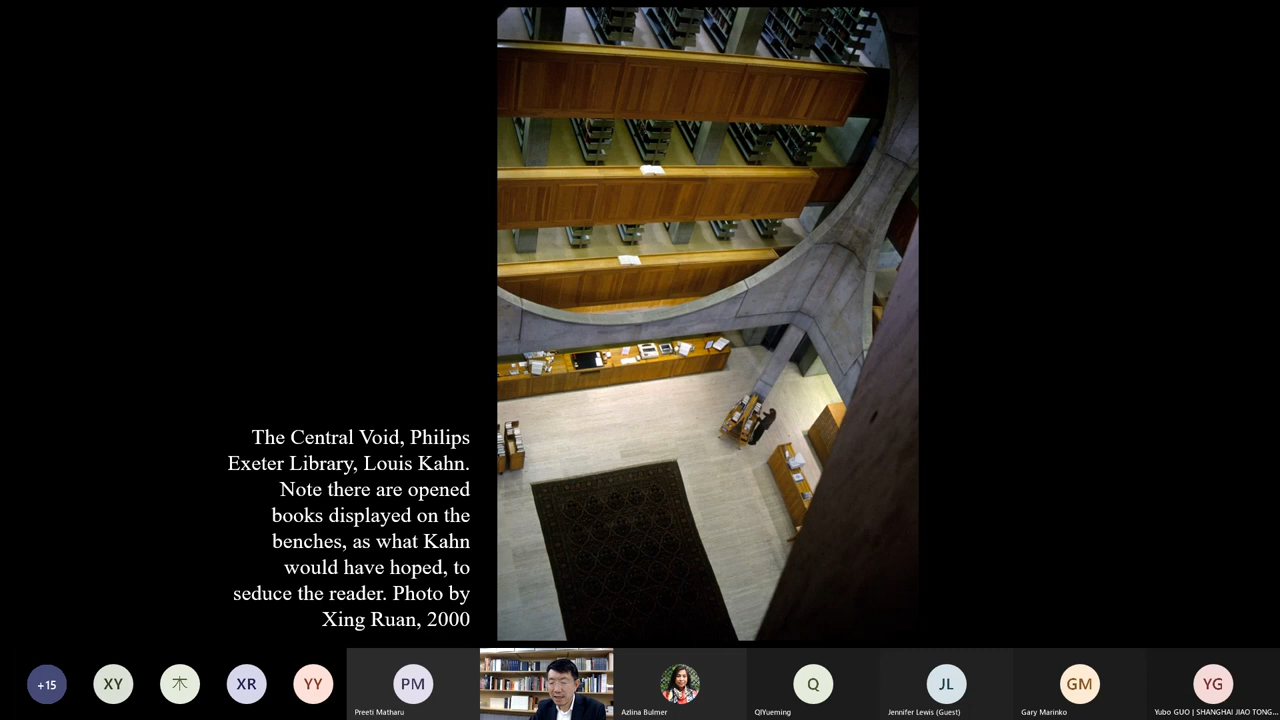 The Central Void, Philips
Exeter Library, Louis Kahn.
Note there are opened
books displayed on the
benches, as what Kahn
would have hoped, to
seduce the reader. Photo by
Xing Ruan, 2000
+15
XY
木
XR
YY
PM
Preeti Matharu
Azlina Bulmer
Q
QIYueming
JL
Jennifer Lewis (Guest)
GM
Gary Marinko
YG
Yubo GUO | SHANGHAI JIAO TONG...